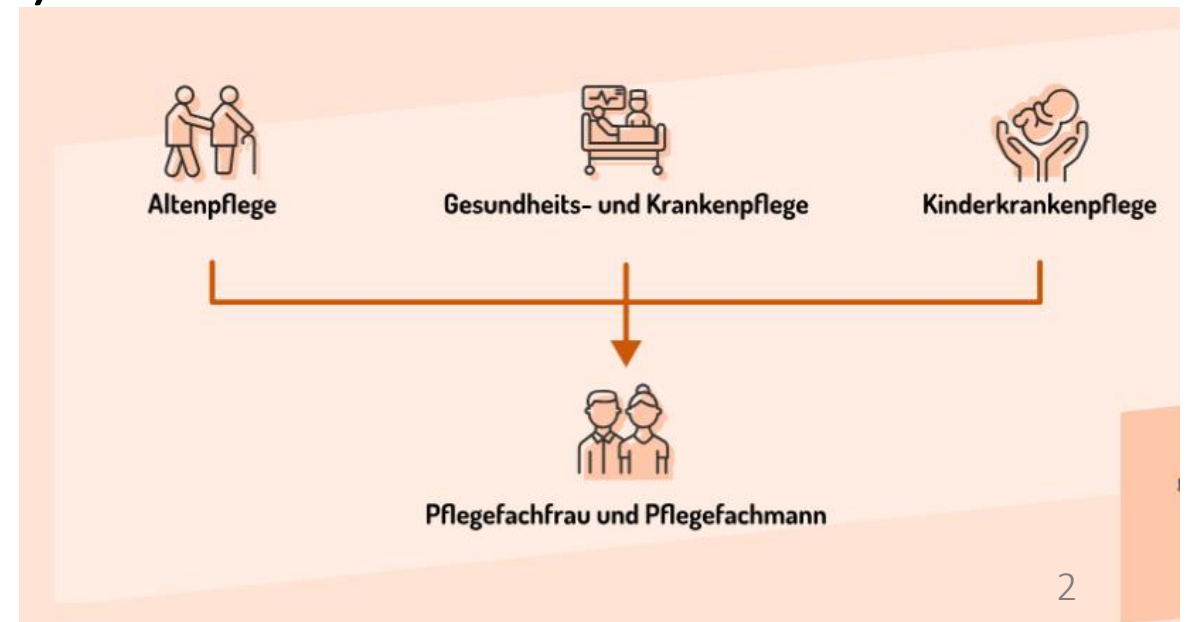 Altenpflege
Gesundheits- und Krankenpflege
Kinderkrankenpflege
Pflegefachfrau und Pflegefachmann
2